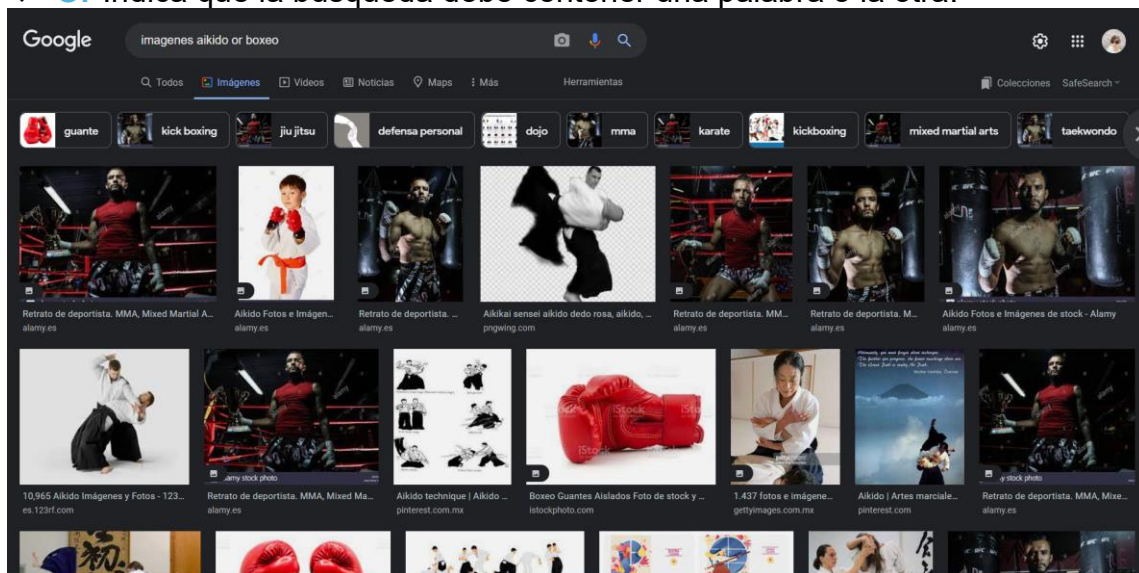 O: Indica que la búsqueda debe contener una palabra o la otra.
Google
imagenes aikido or boxeo
Todos Imágenes Videos Noticias Maps Más Herramientas
Colecciones SafeSearch
guante kick boxing jiu jitsu defensa personal dojo mma karate kickboxing mixed martial arts taekwondo
Retrato de deportista. MMA, Mixed Martial A... Aikido Fotos e Imágen... Retrato de deportista. ... Aikikai sensei aikido dedo rosa, aikido, ... Retrato de deportista. MM... Retrato de deportista. M... Aikido Fotos e Imágenes de stock - Alamy
alamy.es alamy.es alamy.es pngwing.com alamy.es alamy.es alamy.es
iStock
amy stock photo
y stock photo
10,965 Aikido Imágenes y Fotos - 123... Retrato de deportista. MMA, Mixed Ma... Aikido technique | Aikido ... Boxeo Guantes Aislados Foto de stock y ... 1.437 fotos e imágene... Aikido | Artes marciale... Retrato de deportista. MMA, Mixe...
es.123rf.com alamy.es pinterest.com.mx istockphoto.com gettyimages.com.mx pinterest.com alamy.es